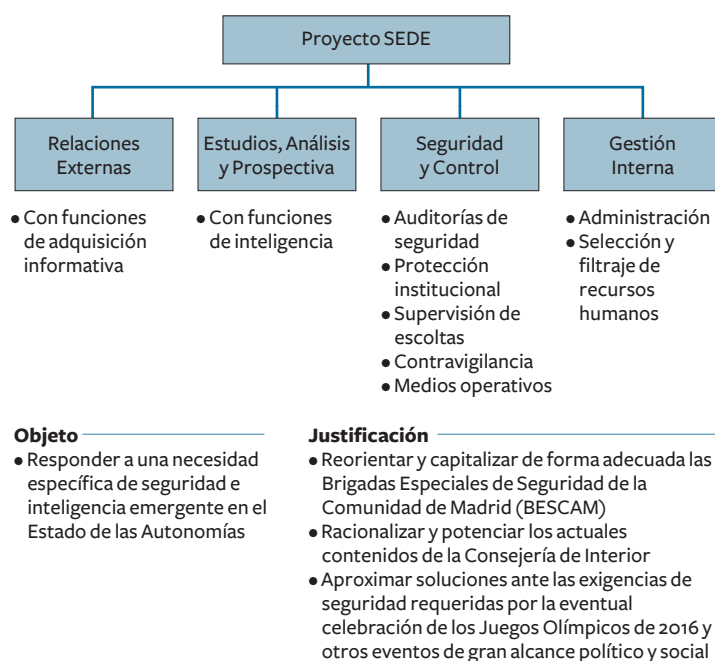 Proyecto SEDE
Relaciones
Externas
Estudios, Análisis
y Prospectiva
Seguridad
y Control
Gestión
Interna
● Con funciones
de adquisición
informativa
● Con funciones
de inteligencia
● Auditorías de
seguridad
● Protección
institucional
● Supervisión de
escoltas
● Contravigilancia
● Medios operativos
● Administración
● Selección y
filtraje de
recursos
humanos
Objeto
● Responder a una necesidad
específica de seguridad e
inteligencia emergente en el
Estado de las Autonomías
Justificación
● Reorientar y capitalizar de forma adecuada las
Brigadas Especiales de Seguridad de la
Comunidad de Madrid (BESCAM)
● Racionalizar y potenciar los actuales
contenidos de la Consejería de Interior
● Aproximar soluciones ante las exigencias de
seguridad requeridas por la eventual
celebración de los Juegos Olímpicos de 2016 y
otros eventos de gran alcance político y social